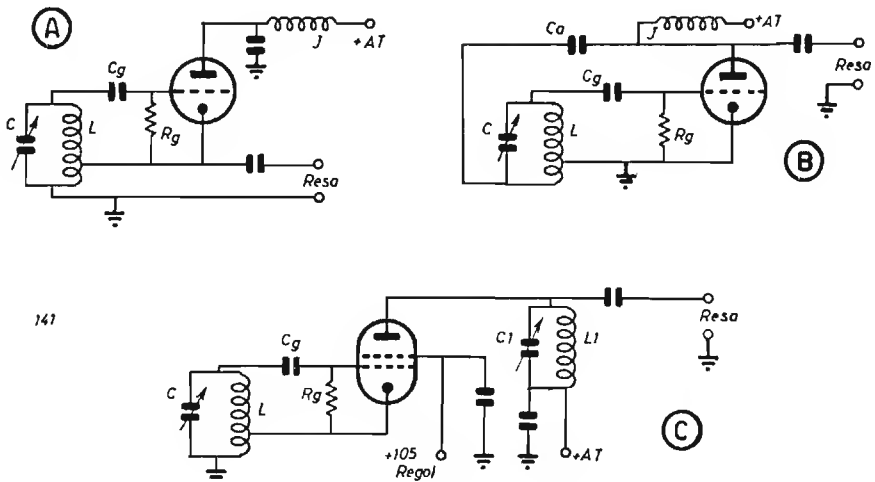 A
J
+AT
Cg
C
L
Rg
Resa
Ca
J
+AT
Cg
C
L
Rg
Resa
B
141
Cg
C
L
Rg
+105
Regol
C1
L1
+AT
Resa
C